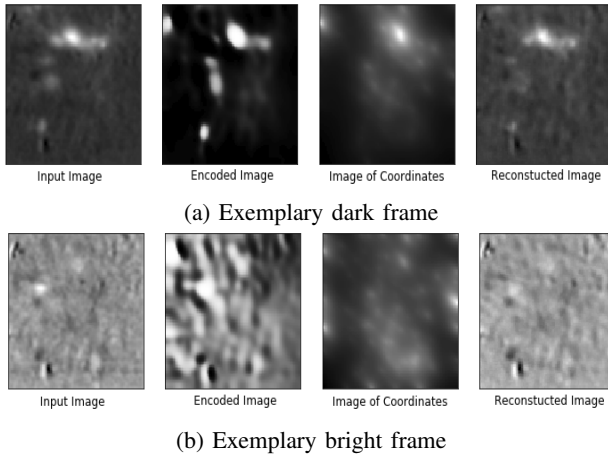 Input Image Encoded Image Image of Coordinates Reconstucted Image
(a) Exemplary dark frame
Input Image Encoded Image Image of Coordinates Reconstucted Image
(b) Exemplary bright frame